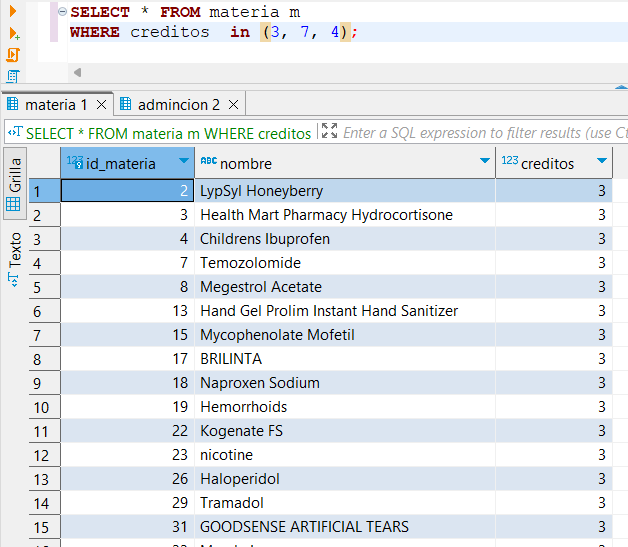 SELECT * FROM materia m
WHERE creditos  in (3, 7, 4);
materia 1 admincion 2
SELECT * FROM materia m WHERE creditos Enter a SQL expression to filter results (use Ct
Grilla
Texto
123 id_materia ABC nombre 123 creditos
1 2 LypSyl Honeyberry 3
2 3 Health Mart Pharmacy Hydrocortisone 3
3 4 Childrens Ibuprofen 3
4 7 Temozolomide 3
5 8 Megestrol Acetate 3
6 13 Hand Gel Prolim Instant Hand Sanitizer 3
7 15 Mycophenolate Mofetil 3
8 17 BRILINTA 3
9 18 Naproxen Sodium 3
10 19 Hemorrhoids 3
11 22 Kogenate FS 3
12 23 nicotine 3
13 26 Haloperidol 3
14 29 Tramadol 3
15 31 GOODSENSE ARTIFICIAL TEARS 3